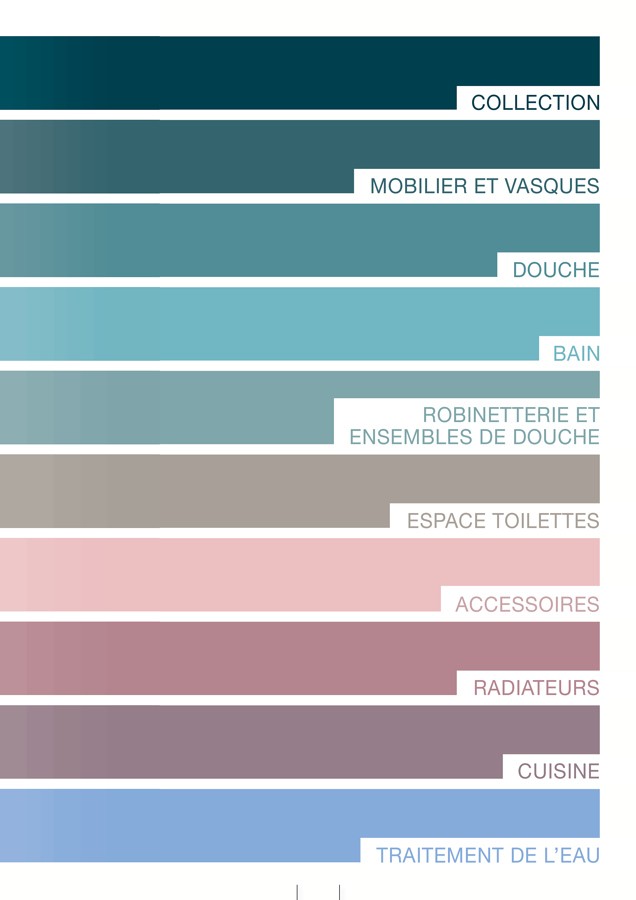 COLLECTION
MOBILIER ET VASQUES
DOUCHE
BAIN
ROBINETTERIE ET
ENSEMBLES DE DOUCHE
ESPACE TOILETTES
ACCESSOIRES
RADIATEURS
CUISINE
TRAITEMENT DE L’EAU